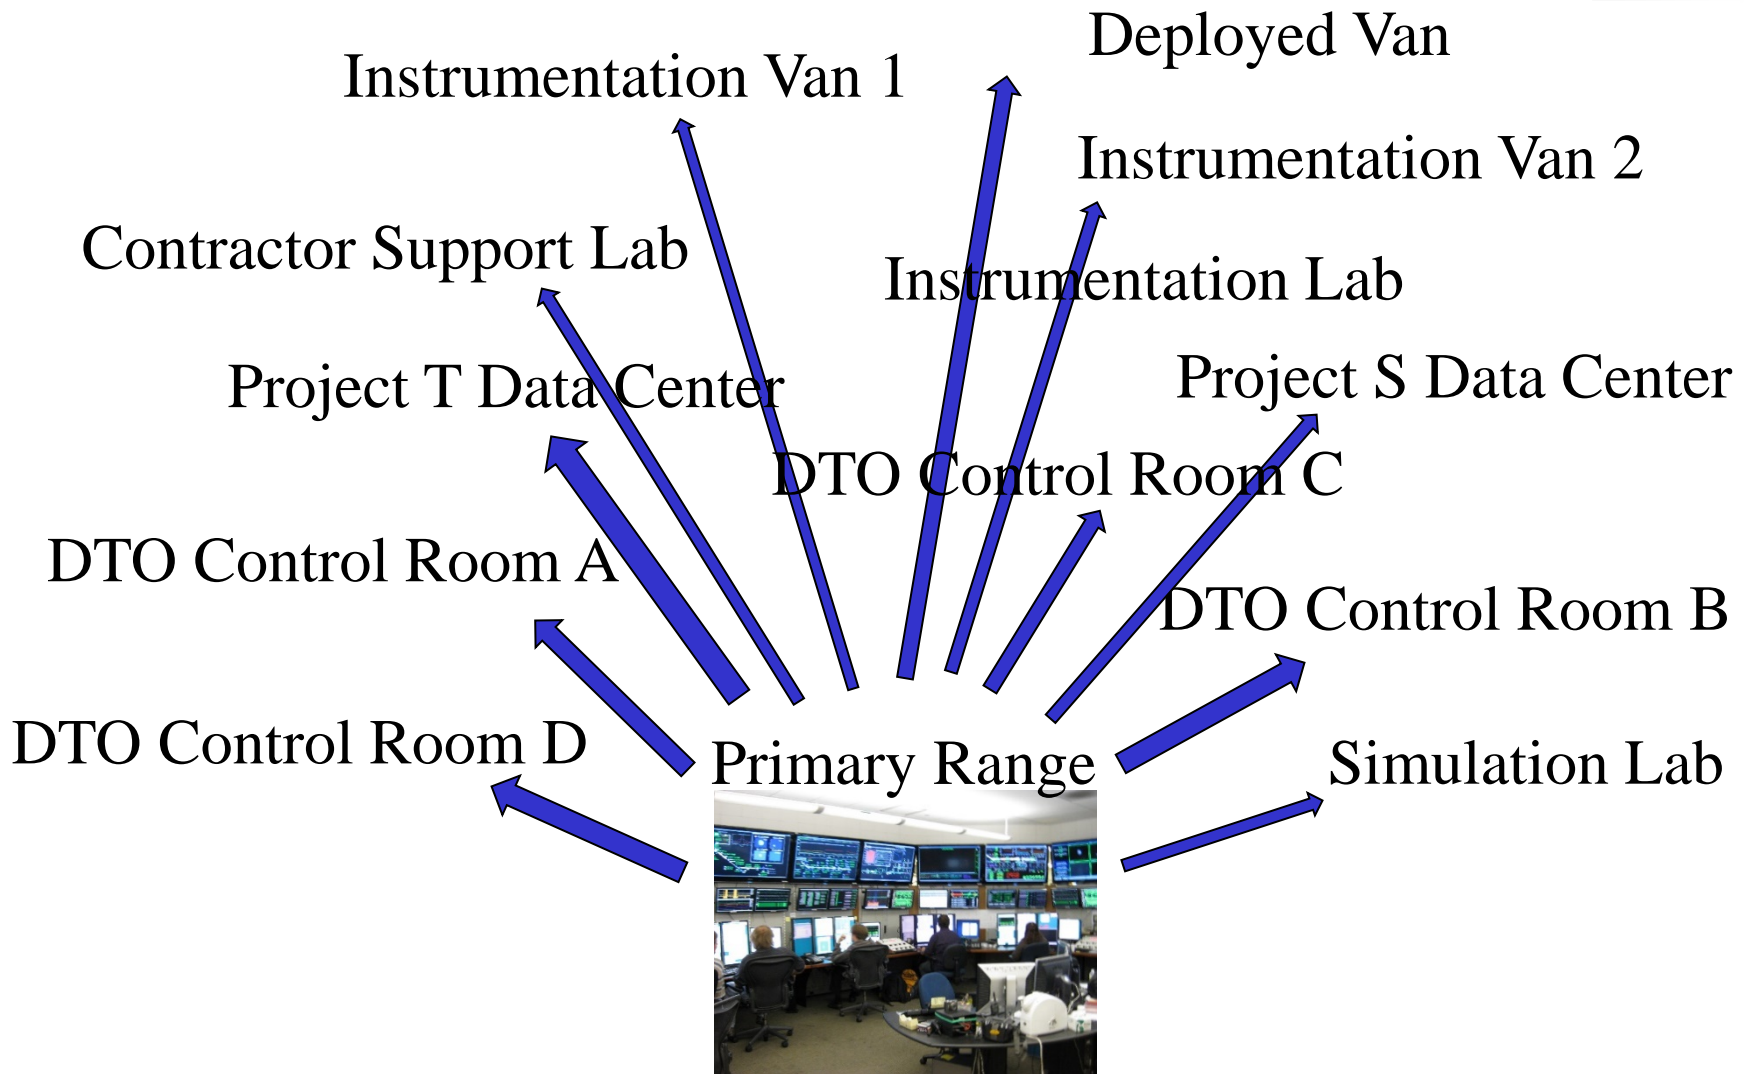 Deployed Van
Instrumentation Van 1
Instrumentation Van 2
Contractor Support Lab
Instrumentation Lab
Project T Data Center
Project S Data Center
DTO Control Room C
DTO Control Room A
DTO Control Room B
DTO Control Room D
Primary Range
Simulation Lab